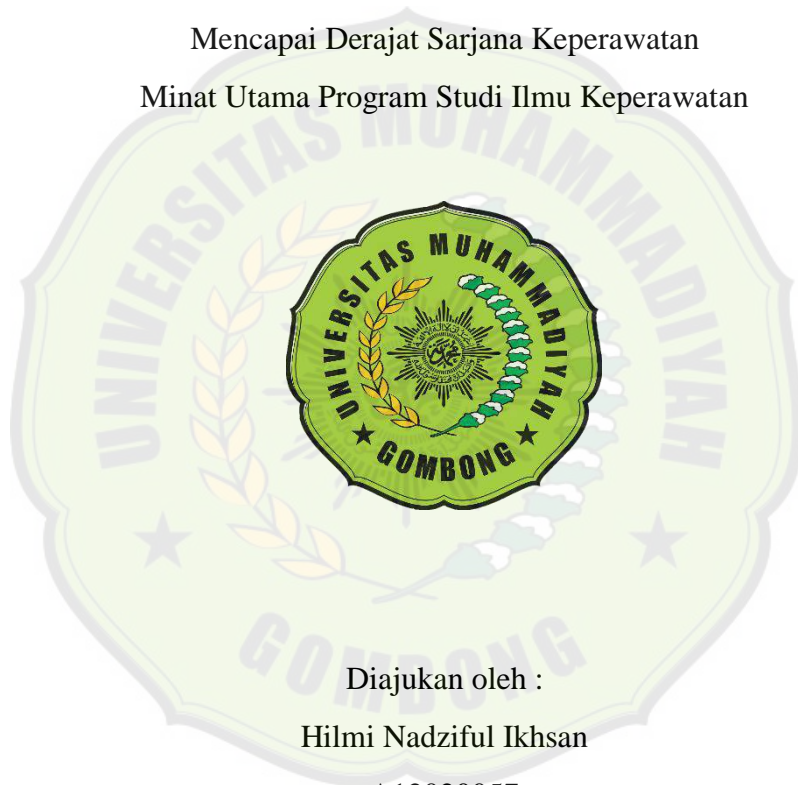 Mencapai Derajat Sarjana Keperawatan
Minat Utama Program Studi Ilmu Keperawatan
UNIVERSITAS MUHAMMADIYAH
GOMBONG
Diajukan oleh :
Hilmi Nadziful Ikhsan